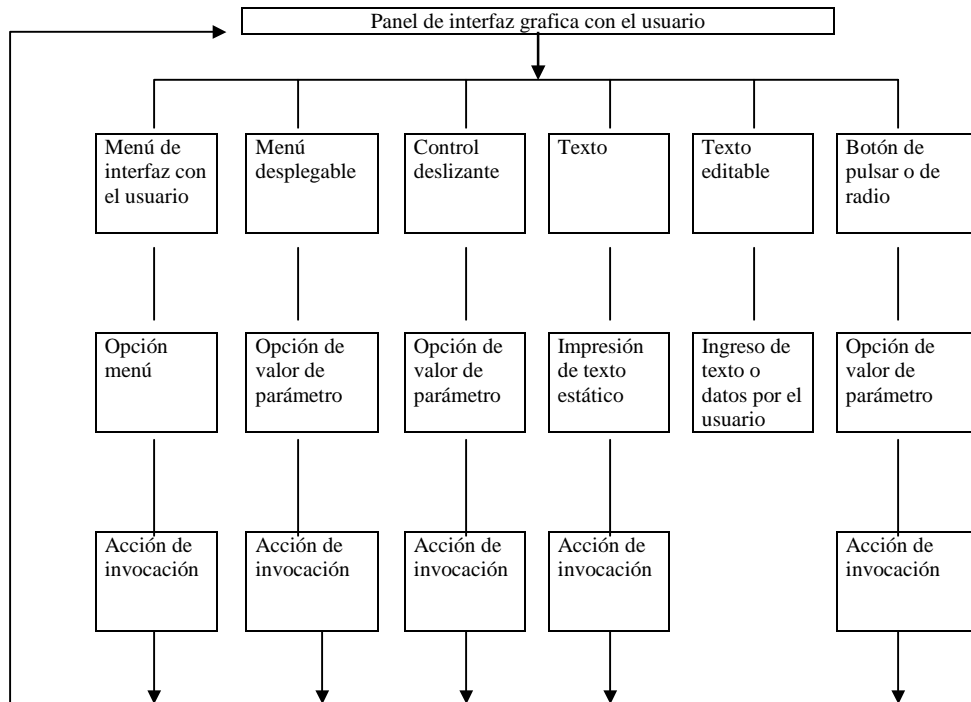 Panel de interfaz grafica con el usuario
Menú de
interfaz con
el usuario
Menú
desplegable
Control
deslizante
Texto
Texto
editable
Botón de
pulsar o de
radio
Opción
menú
Opción de
valor de
parámetro
Opción de
valor de
parámetro
Impresión
de texto
estático
Ingreso de
texto o
datos por el
usuario
Opción de
valor de
parámetro
Acción de
invocación
Acción de
invocación
Acción de
invocación
Acción de
invocación
Acción de
invocación